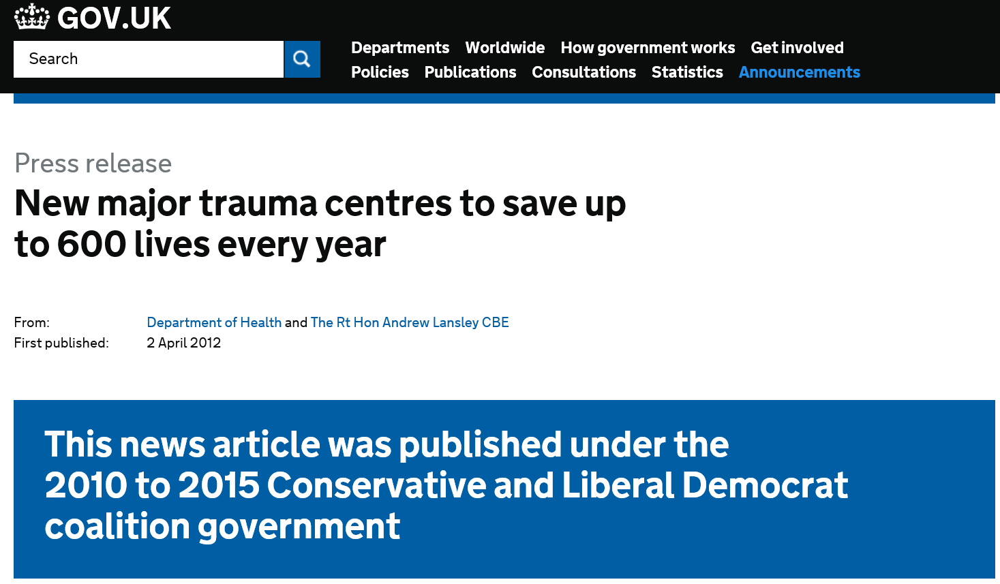 GOV.UK
Search
Departments Worldwide How government works Get involved
Policies Publications Consultations Statistics Announcements
Press release
New major trauma centres to save up
to 600 lives every year
From: Department of Health and The Rt Hon Andrew Lansley CBE
First published: 2 April 2012
This news article was published under the
2010 to 2015 Conservative and Liberal Democrat
coalition government